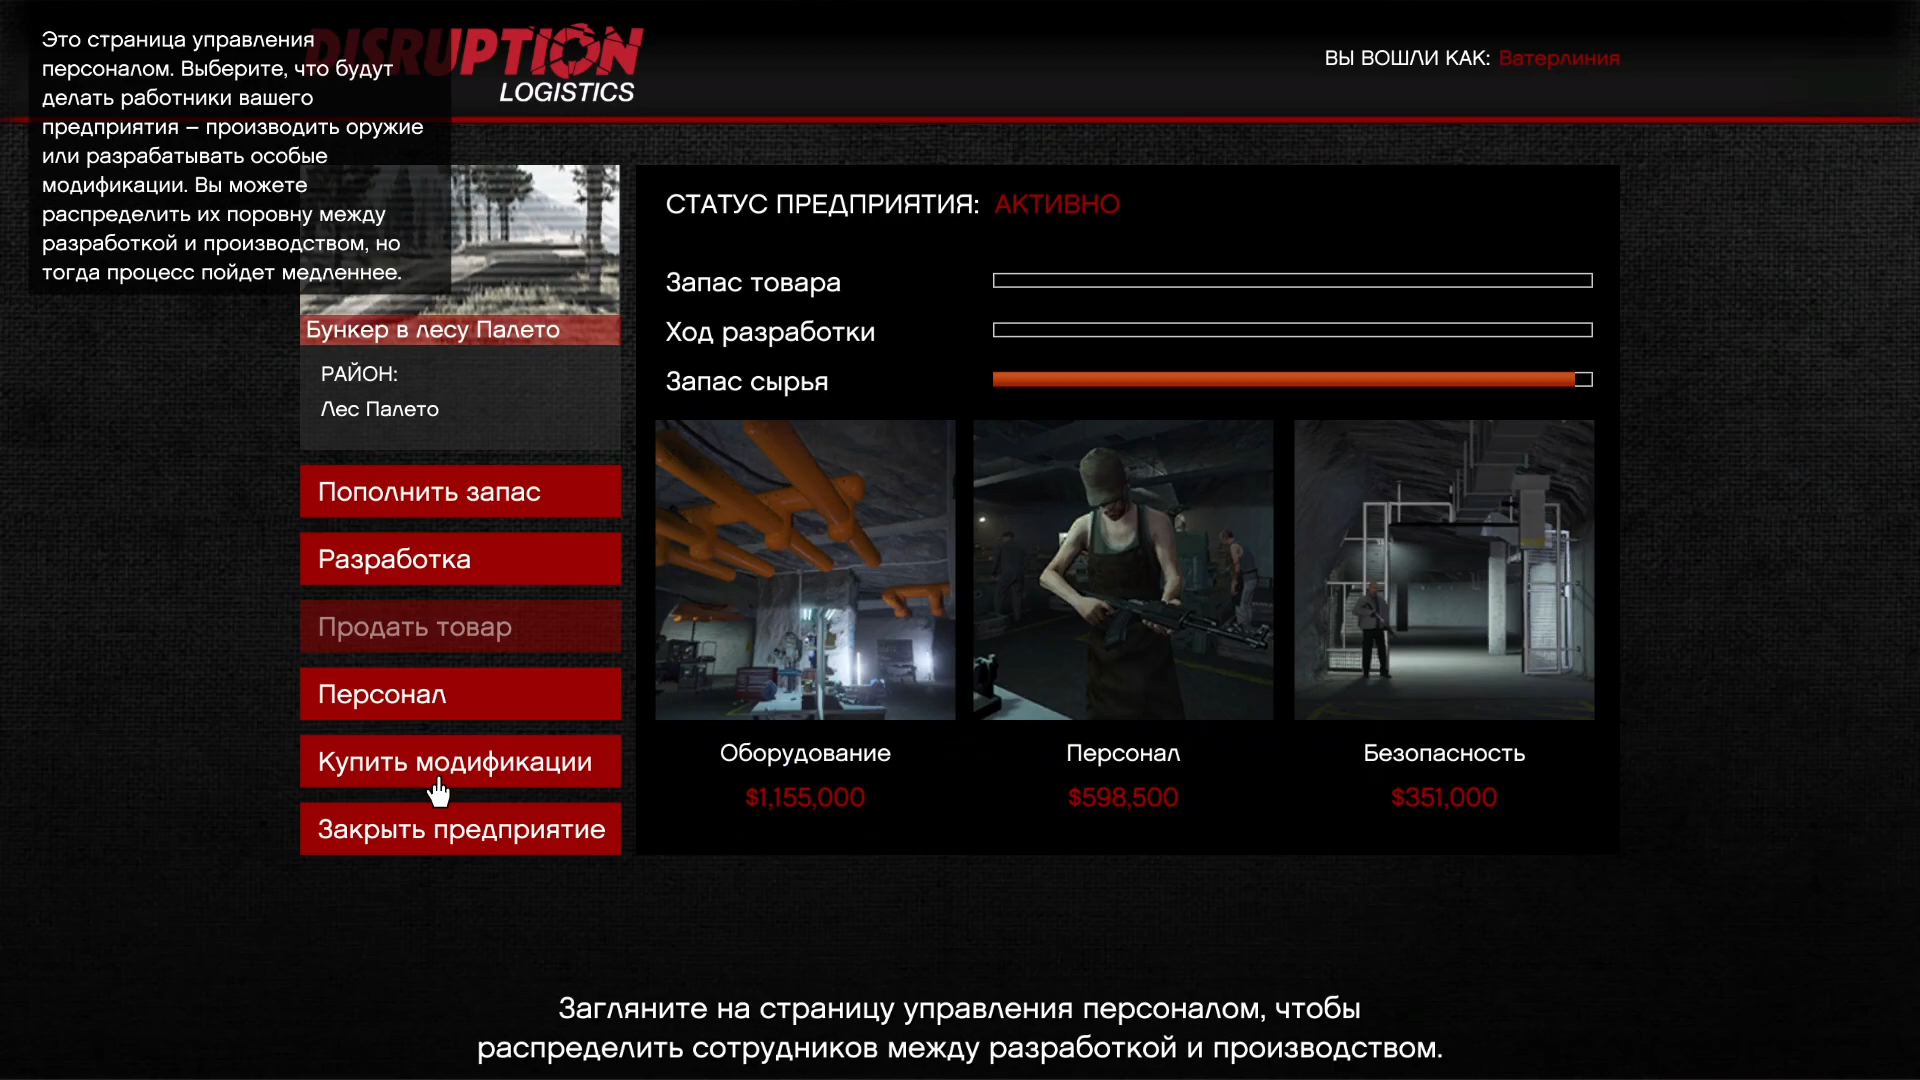 Это страница управления
персоналом. Выберите, что будут
делать работники вашего
предприятия – производить оружие
или разрабатывать особые
модификации. Вы можете
распределить их поровну между
разработкой и производством, но
тогда процесс пойдет медленнее.
DISRUPTION
LOGISTICS
ВЫ ВОШЛИ КАК: Ватерлиния
Бункер в лесу Палето
РАЙОН:
Лес Палето
Пополнить запас
Разработка
Продать товар
Персонал
Купить модификации
Закрыть предприятие
СТАТУС ПРЕДПРИЯТИЯ: АКТИВНО
Запас товара
Ход разработки
Запас сырья
Оборудование
$1,155,000
Персонал
$598,500
Безопасность
$351,000
Загляните на страницу управления персоналом, чтобы
распределить сотрудников между разработкой и производством.